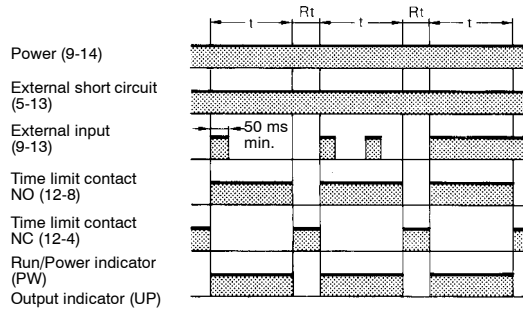 t Rt t Rt t
Power (9-14)
External short circuit
(5-13)
External input
(9-13)
50 ms
min.
Time limit contact
NO (12-8)
Time limit contact
NC (12-4)
Run/Power indicator
(PW)
Output indicator (UP)